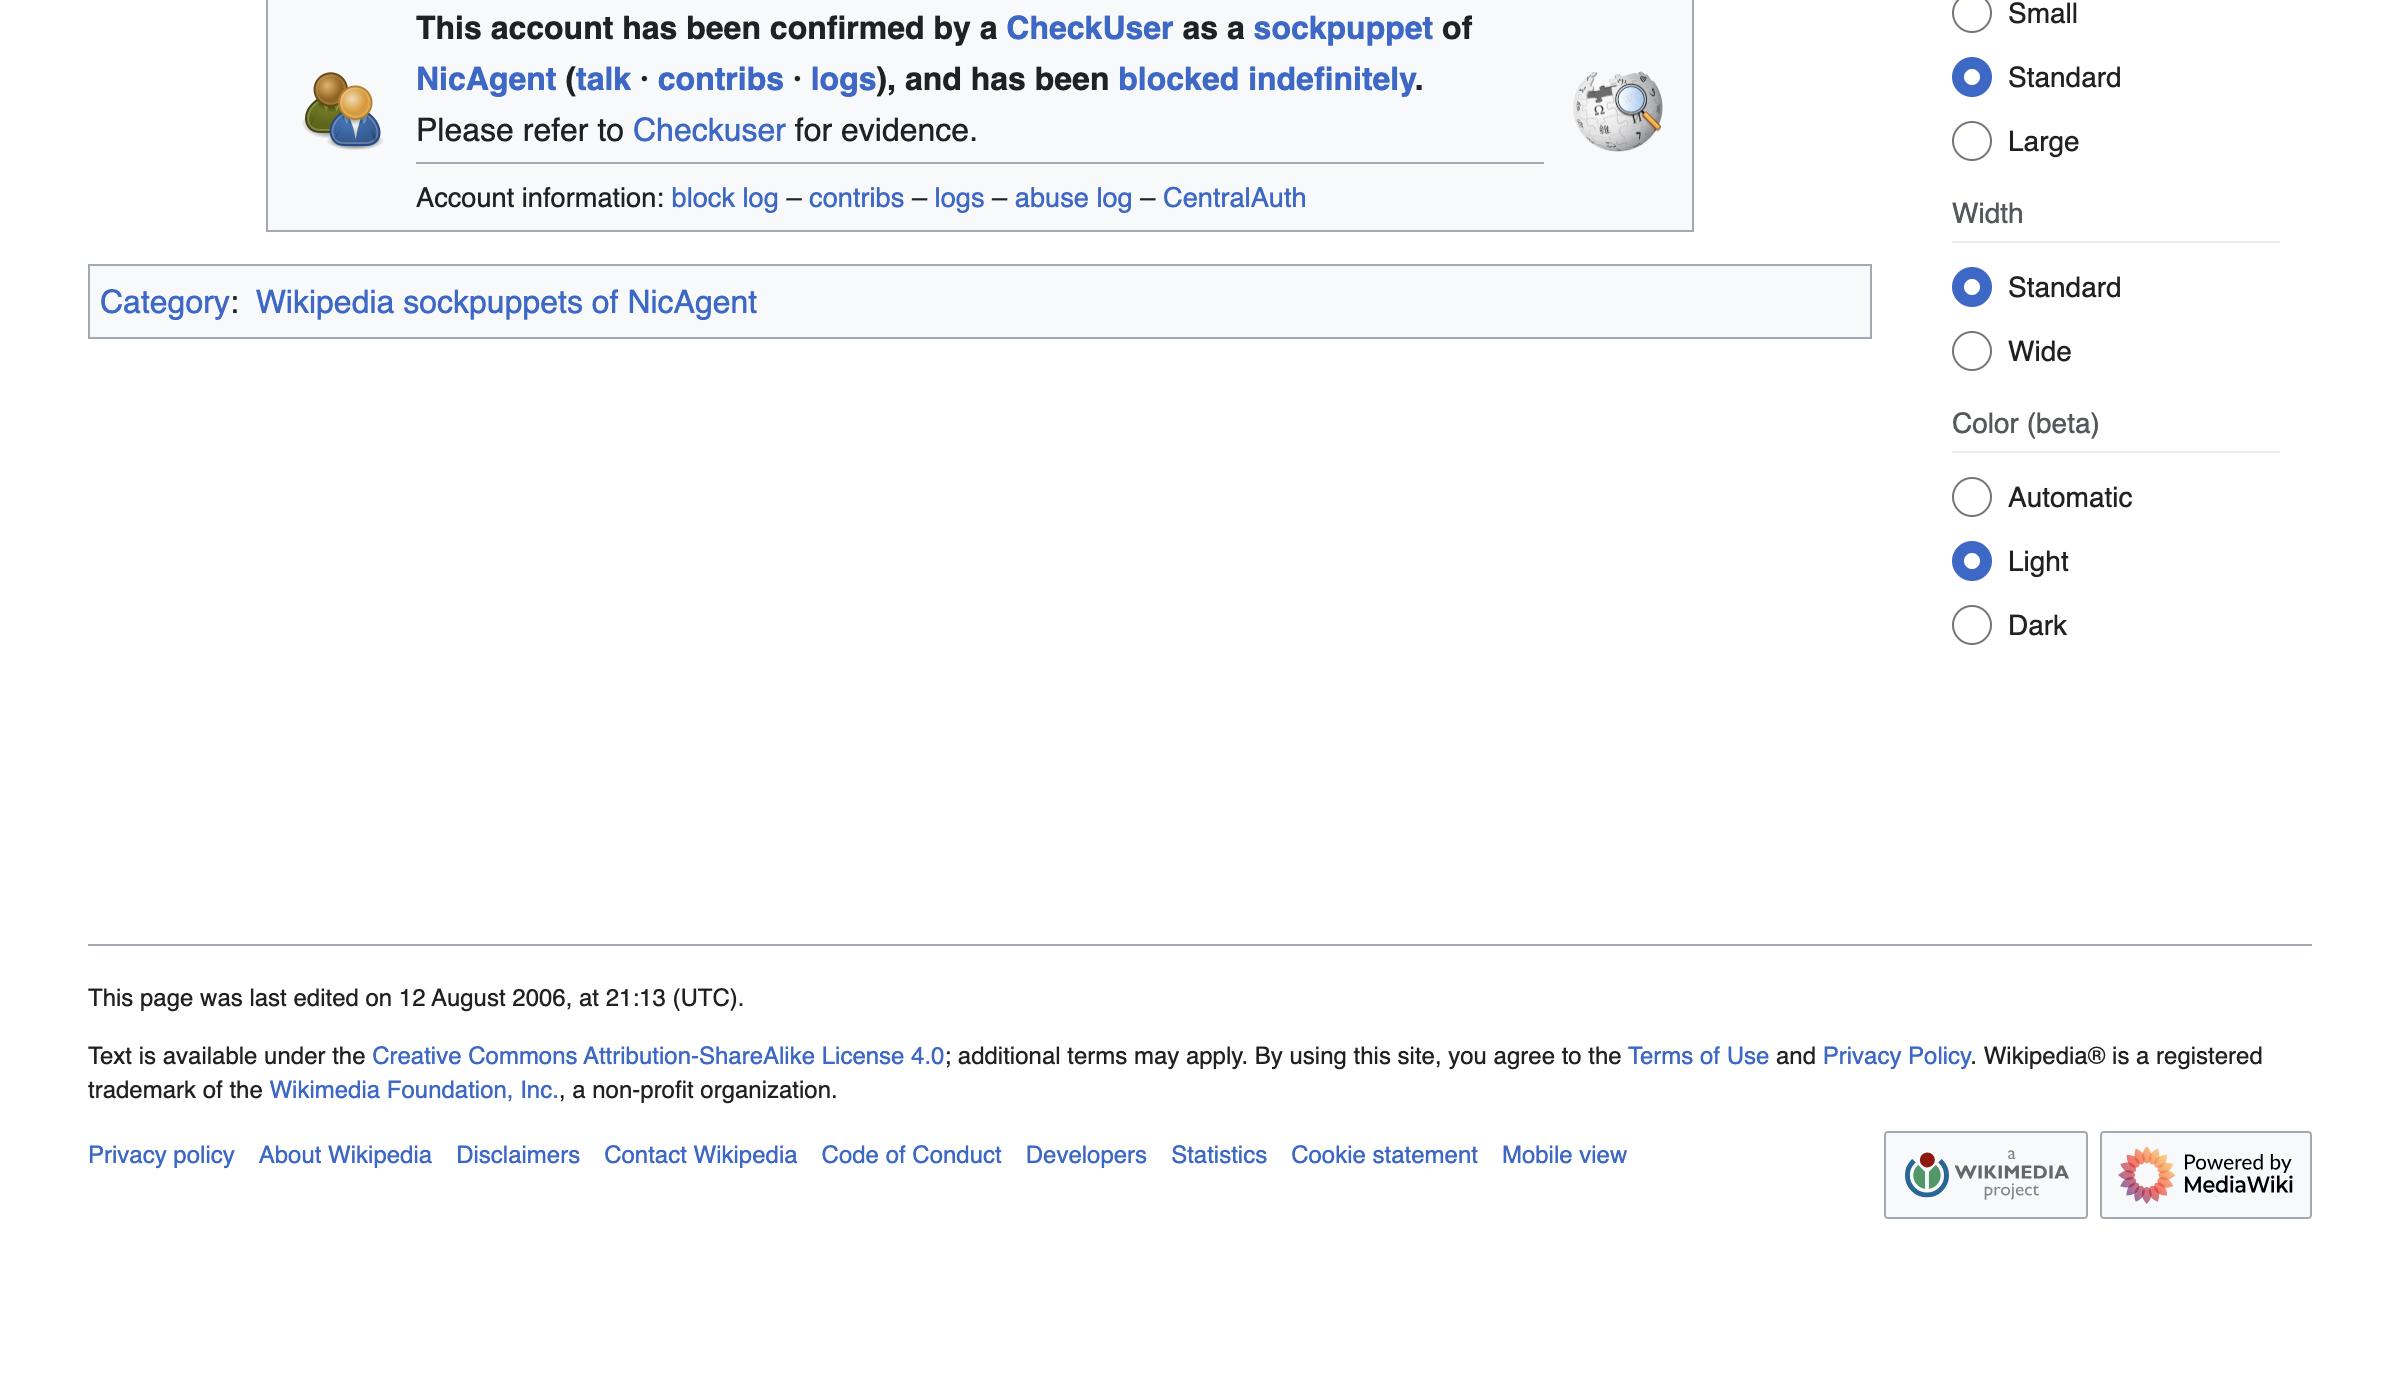 This account has been confirmed by a CheckUser as a sockpuppet of
NicAgent (talk · contribs · logs), and has been blocked indefinitely.
Please refer to Checkuser for evidence.
Account information: block log – contribs – logs – abuse log – CentralAuth
Category: Wikipedia sockpuppets of NicAgent
Small
Standard
Large
Width
Standard
Wide
Color (beta)
Automatic
Light
Dark
This page was last edited on 12 August 2006, at 21:13 (UTC).
Text is available under the Creative Commons Attribution-ShareAlike License 4.0; additional terms may apply. By using this site, you agree to the Terms of Use and Privacy Policy. Wikipedia® is a registered
trademark of the Wikimedia Foundation, Inc., a non-profit organization.
Privacy policy About Wikipedia Disclaimers Contact Wikipedia Code of Conduct Developers Statistics Cookie statement Mobile view
a
WIKIMEDIA
project
Powered by
MediaWiki